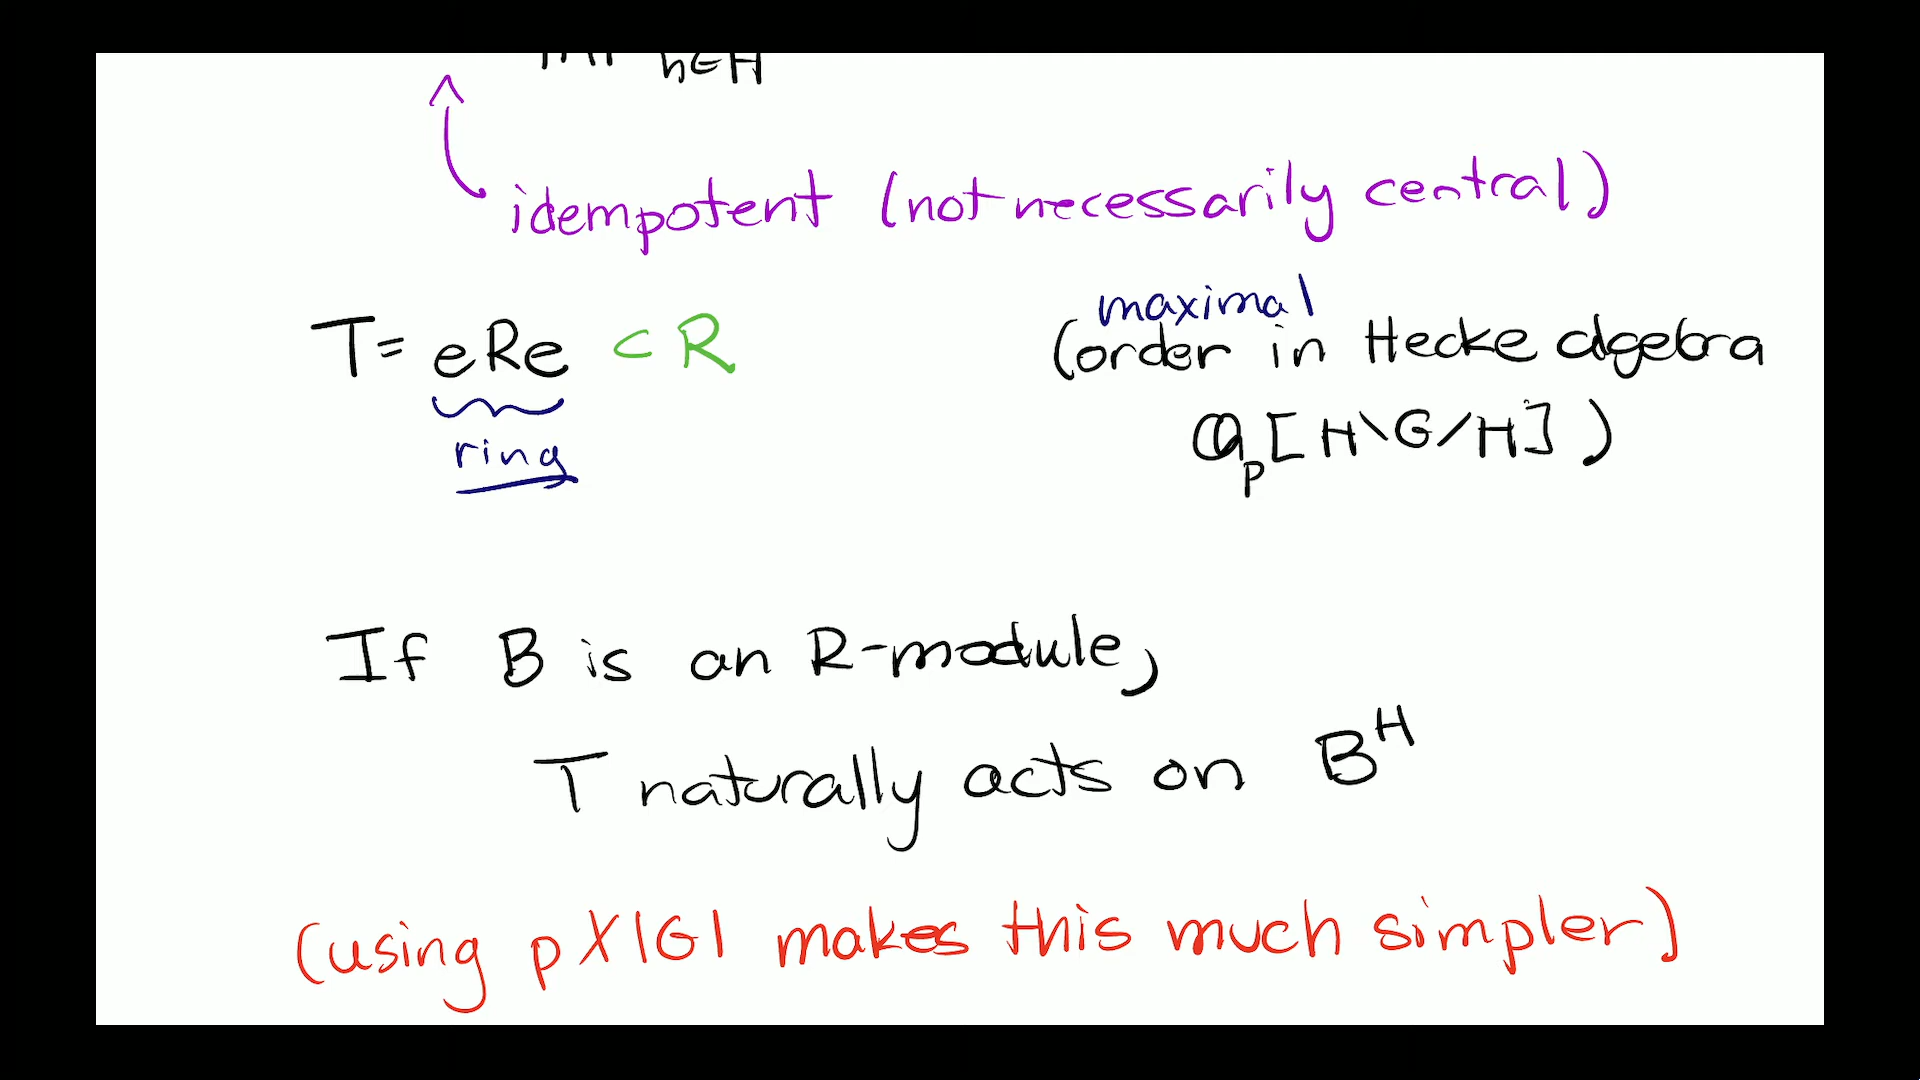 h∈H
idempotent (not necessarily central)
maximal
T= eRe ⊂ R (order in Hecke algebra
ring ℚp[H\G/H])
If B is an R-module,
T naturally acts on B^H
(using p∤|G| makes this much simpler)